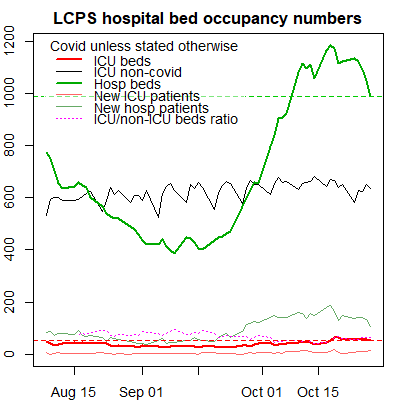 LCPS hospital bed occupancy numbers
Covid unless stated otherwise
ICU beds
ICU non-covid
Hosp beds
New ICU patients
New hosp patients
ICU/non-ICU beds ratio
1200
1000
800
600
400
200
0
Aug 15 Sep 01 Oct 01 Oct 15